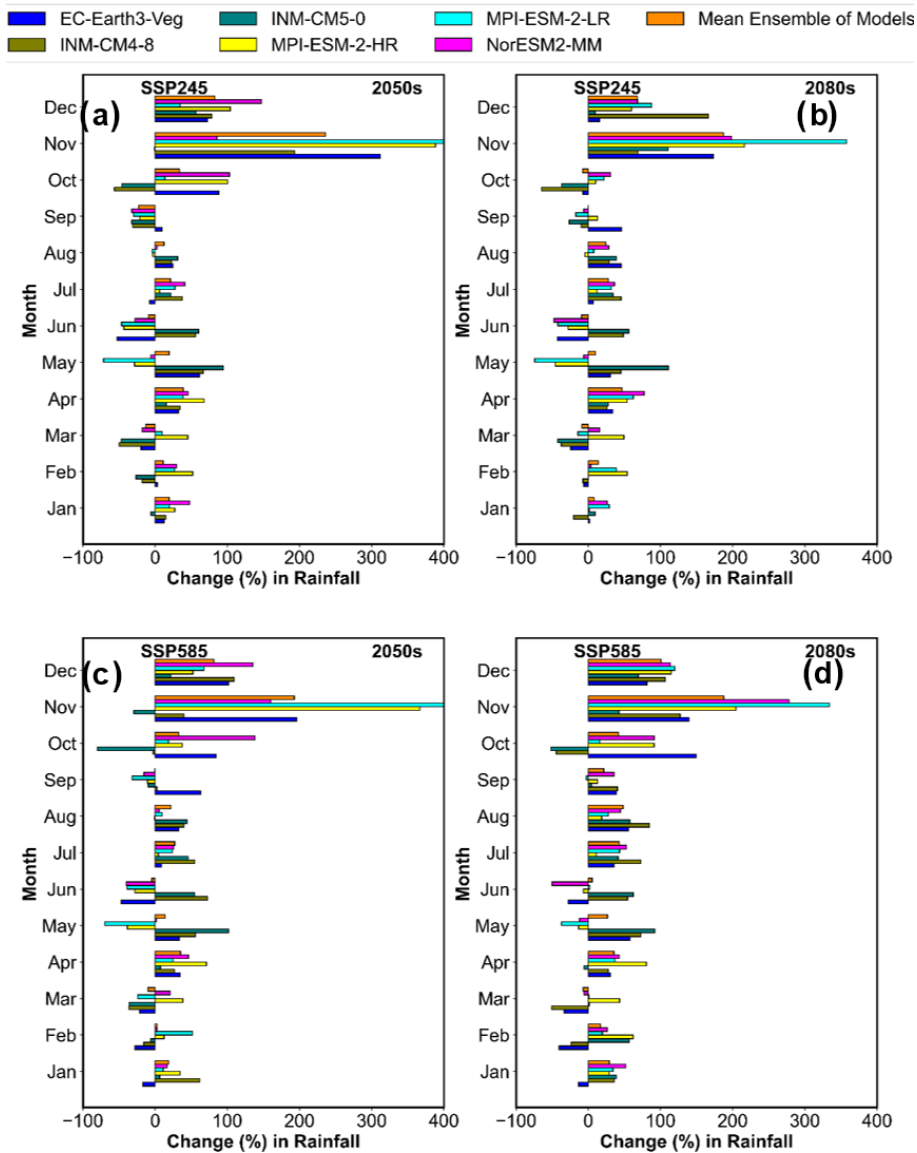 EC-Earth3-Veg INM-CM5-0 MPI-ESM-2-LR Mean Ensemble of Models
INM-CM4-8 MPI-ESM-2-HR NorESM2-MM
SSP245 2050s
(a)
Month
Dec
Nov
Oct
Sep
Aug
Jul
Jun
May
Apr
Mar
Feb
Jan
−100 0 100 200 300 400
Change (%) in Rainfall
SSP245 2080s
(b)
Month
Dec
Nov
Oct
Sep
Aug
Jul
Jun
May
Apr
Mar
Feb
Jan
−100 0 100 200 300 400
Change (%) in Rainfall
SSP585 2050s
(c)
Month
Dec
Nov
Oct
Sep
Aug
Jul
Jun
May
Apr
Mar
Feb
Jan
−100 0 100 200 300 400
Change (%) in Rainfall
SSP585 2080s
(d)
Month
Dec
Nov
Oct
Sep
Aug
Jul
Jun
May
Apr
Mar
Feb
Jan
−100 0 100 200 300 400
Change (%) in Rainfall